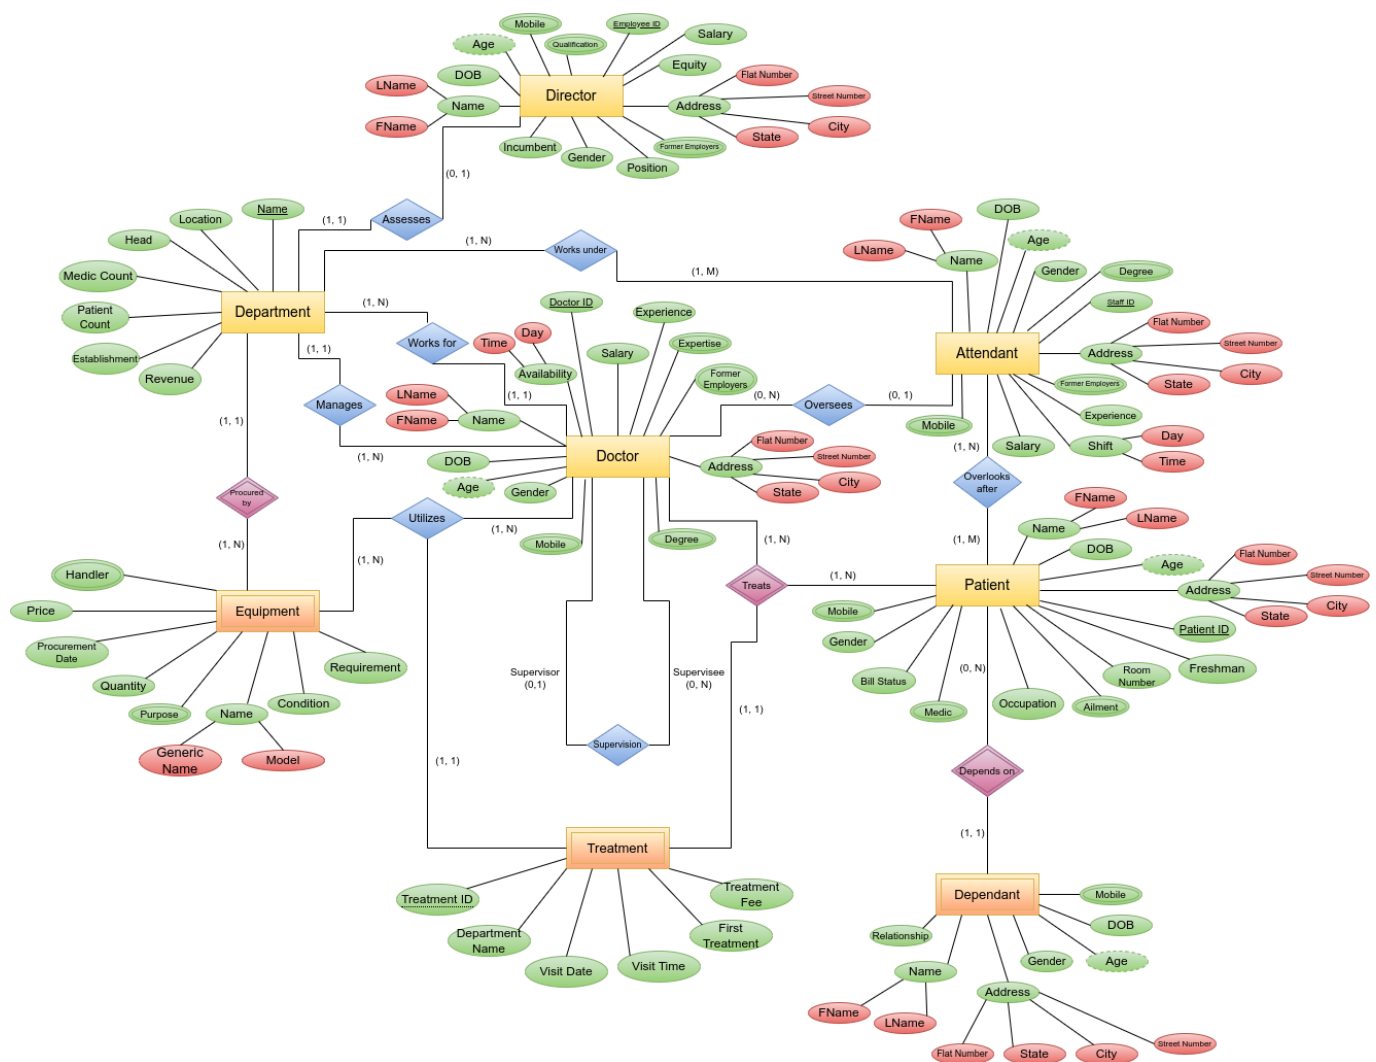 Mobile
Employee ID
Age
Qualification
Salary
DOB
Equity
Flat Number
LName
Director
Street Number
Name
Address
FName
City
State
Incumbent
Gender
Former Employers
Position
(0, 1)
Assesses
(1, 1)
Name
Location
Head
Medic Count
Patient
Count
Establishment
Revenue
Department
(1, N)
Works under
(1, M)
(1, N)
Works for
(1, 1)
(1, 1)
Manages
(1, N)
(1, 1)
Procured
by
(1, N)
DOB
FName
LName
Name
Age
Gender
Degree
Staff ID
Flat Number
Street Number
Address
City
State
Attendant
Former Employers
Experience
Shift
Day
Time
Salary
Mobile
Doctor ID
Experience
Day
Time
Availability
Salary
Expertise
Former
Employers
LName
FName
Name
Doctor
DOB
Age
Gender
Mobile
Degree
Flat Number
Street Number
Address
City
State
(0, N)
Oversees
(0, 1)
(1, N)
Overlooks
after
(1, M)
Utilizes
(1, N)
(1, N)
(1, 1)
(1, N)
Treats
(1, N)
(1, 1)
Supervisor
(0,1)
Supervisee
(0, N)
Supervision
Handler
Price
Equipment
Procurement
Date
Quantity
Purpose
Name
Generic
Name
Model
Condition
Requirement
FName
LName
Name
DOB
Age
Flat Number
Street Number
Address
City
State
Patient
Mobile
Gender
Bill Status
Medic
Occupation
Ailment
Room
Number
Patient ID
Freshman
(0, N)
Depends on
(1, 1)
Treatment
Treatment ID
Department
Name
Visit Date
Visit Time
First
Treatment
Treatment
Fee
Dependant
Mobile
DOB
Age
Gender
Relationship
Name
FName
LName
Address
Flat Number
State
City
Street Number